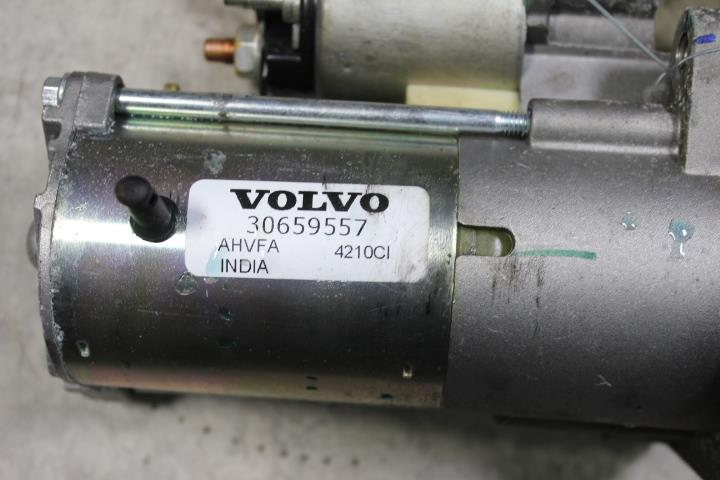 VOLVO
30659557
AHVFA 4210CI
INDIA